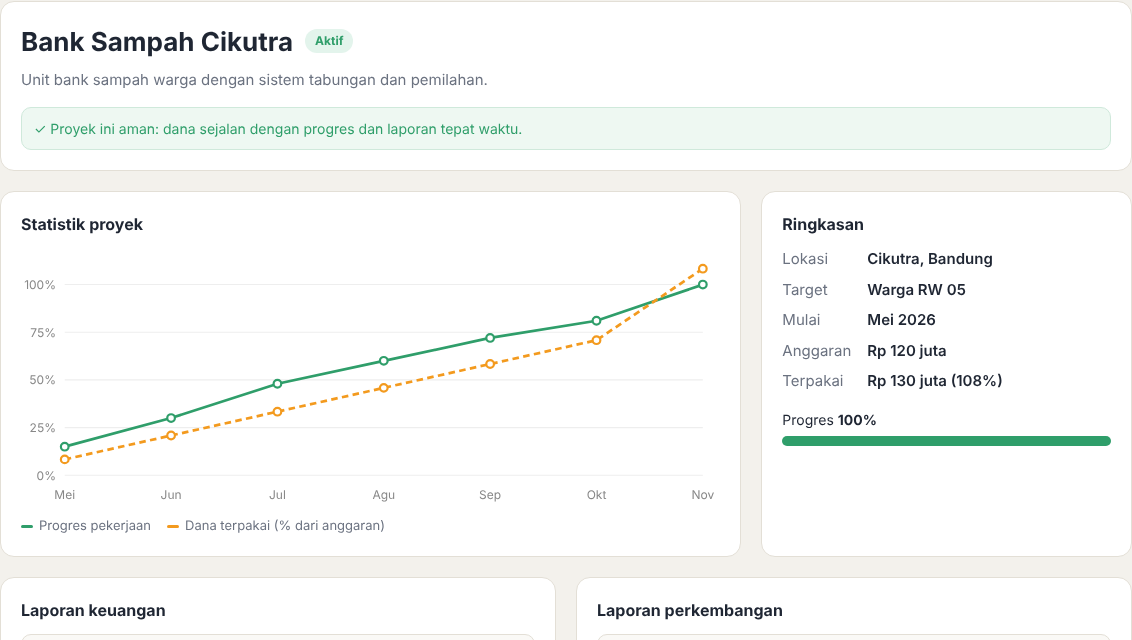 Bank Sampah Cikutra Aktif
Unit bank sampah warga dengan sistem tabungan dan pemilahan.
✓ Proyek ini aman: dana sejalan dengan progres dan laporan tepat waktu.
Statistik proyek
100%
75%
50%
25%
0%
Mei Jun Jul Agu Sep Okt Nov
Progres pekerjaan Dana terpakai (% dari anggaran)
Ringkasan
Lokasi Cikutra, Bandung
Target Warga RW 05
Mulai Mei 2026
Anggaran Rp 120 juta
Terpakai Rp 130 juta (108%)
Progres 100%
Laporan keuangan
Laporan perkembangan